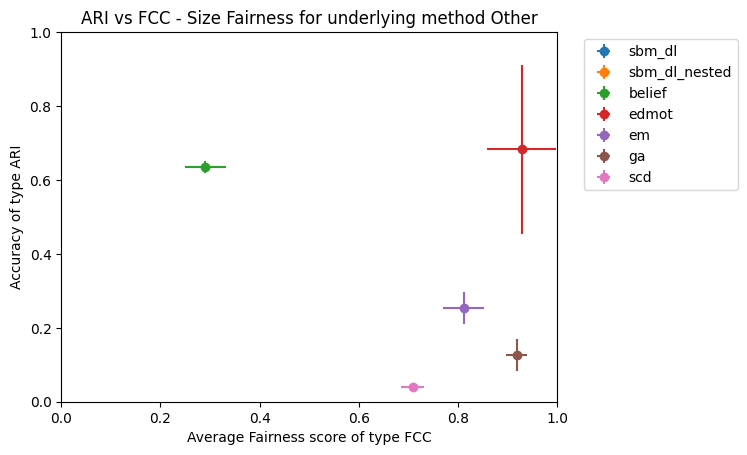 ARI vs FCC - Size Fairness for underlying method Other
Accuracy of type ARI
1.0
0.8
0.6
0.4
0.2
0.0
0.0 0.2 0.4 0.6 0.8 1.0
Average Fairness score of type FCC
sbm_dl
sbm_dl_nested
belief
edmot
em
ga
scd